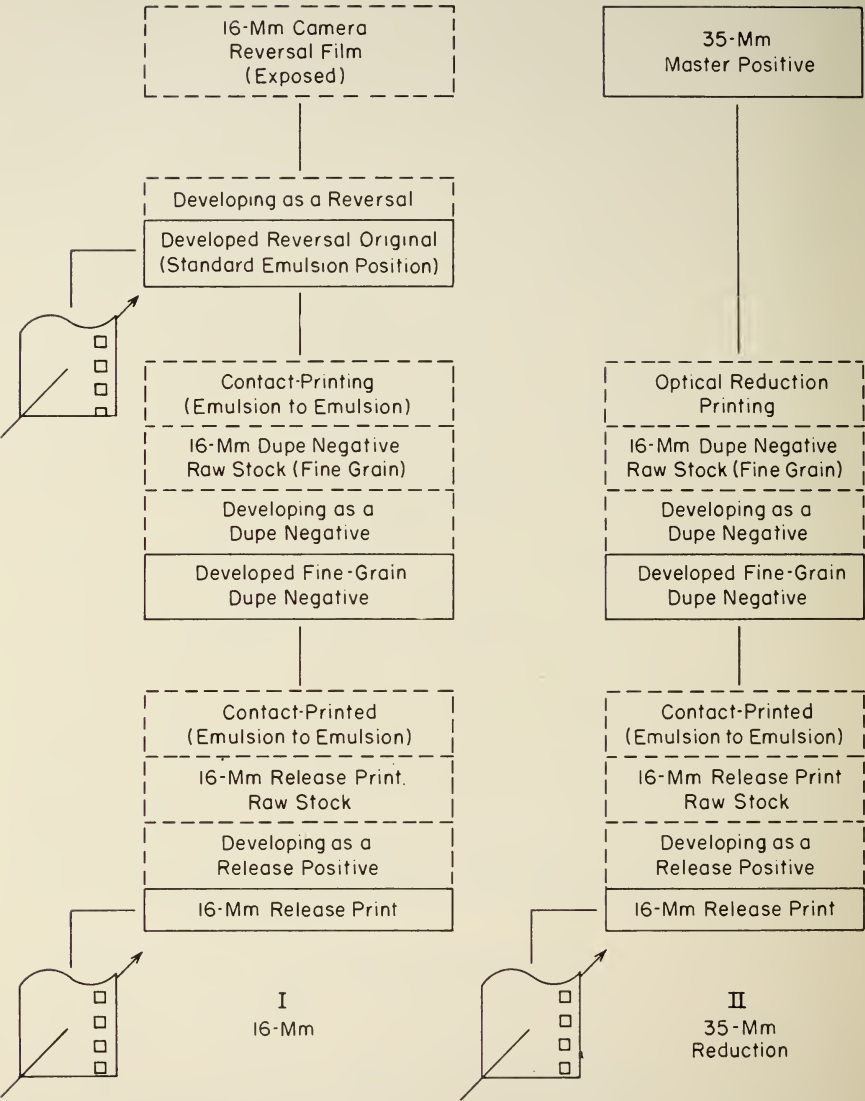 16-Mm Camera
Reversal Film
(Exposed)
Developing as a Reversal
Developed Reversal Original
(Standard Emulsion Position)
Contact-Printing
(Emulsion to Emulsion)
16-Mm Dupe Negative
Raw Stock (Fine Grain)
Developing as a
Dupe Negative
Developed Fine-Grain
Dupe Negative
Contact-Printed
(Emulsion to Emulsion)
16-Mm Release Print.
Raw Stock
Developing as a
Release Positive
16-Mm Release Print
I
16-Mm
35-Mm
Master Positive
Optical Reduction
Printing
16-Mm Dupe Negative
Raw Stock (Fine Grain)
Developing as a
Dupe Negative
Developed Fine-Grain
Dupe Negative
Contact-Printed
(Emulsion to Emulsion)
16-Mm Release Print
Raw Stock
Developing as a
Release Positive
16-Mm Release Print
II
35-Mm
Reduction